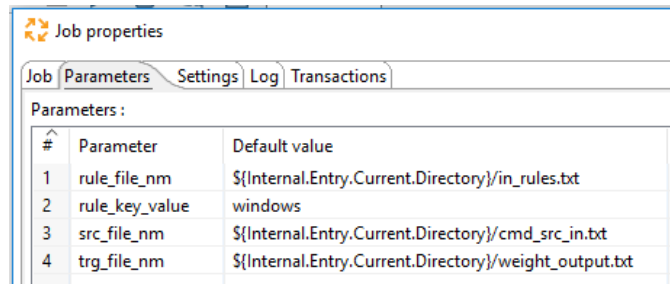 Job properties
Job Parameters Settings Log Transactions
Parameters :
# Parameter Default value
1 rule_file_nm ${Internal.Entry.Current.Directory}/in_rules.txt
2 rule_key_value windows
3 src_file_nm ${Internal.Entry.Current.Directory}/cmd_src_in.txt
4 trg_file_nm ${Internal.Entry.Current.Directory}/weight_output.txt